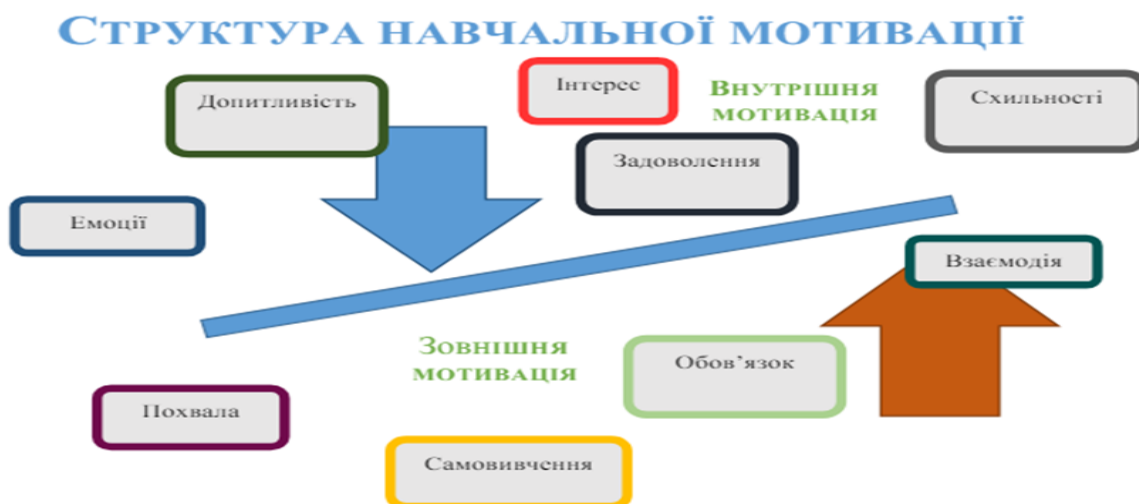 СТРУКТУРА НАВЧАЛЬНОЇ МОТИВАЦІЇ
Допитливість
Інтерес
ВНУТРІШНЯ
МОТИВАЦІЯ
Схильності
Задоволення
Емоції
Взаємодія
ЗОВНІШНЯ
МОТИВАЦІЯ
Обов’язок
Похвала
Самовивчення